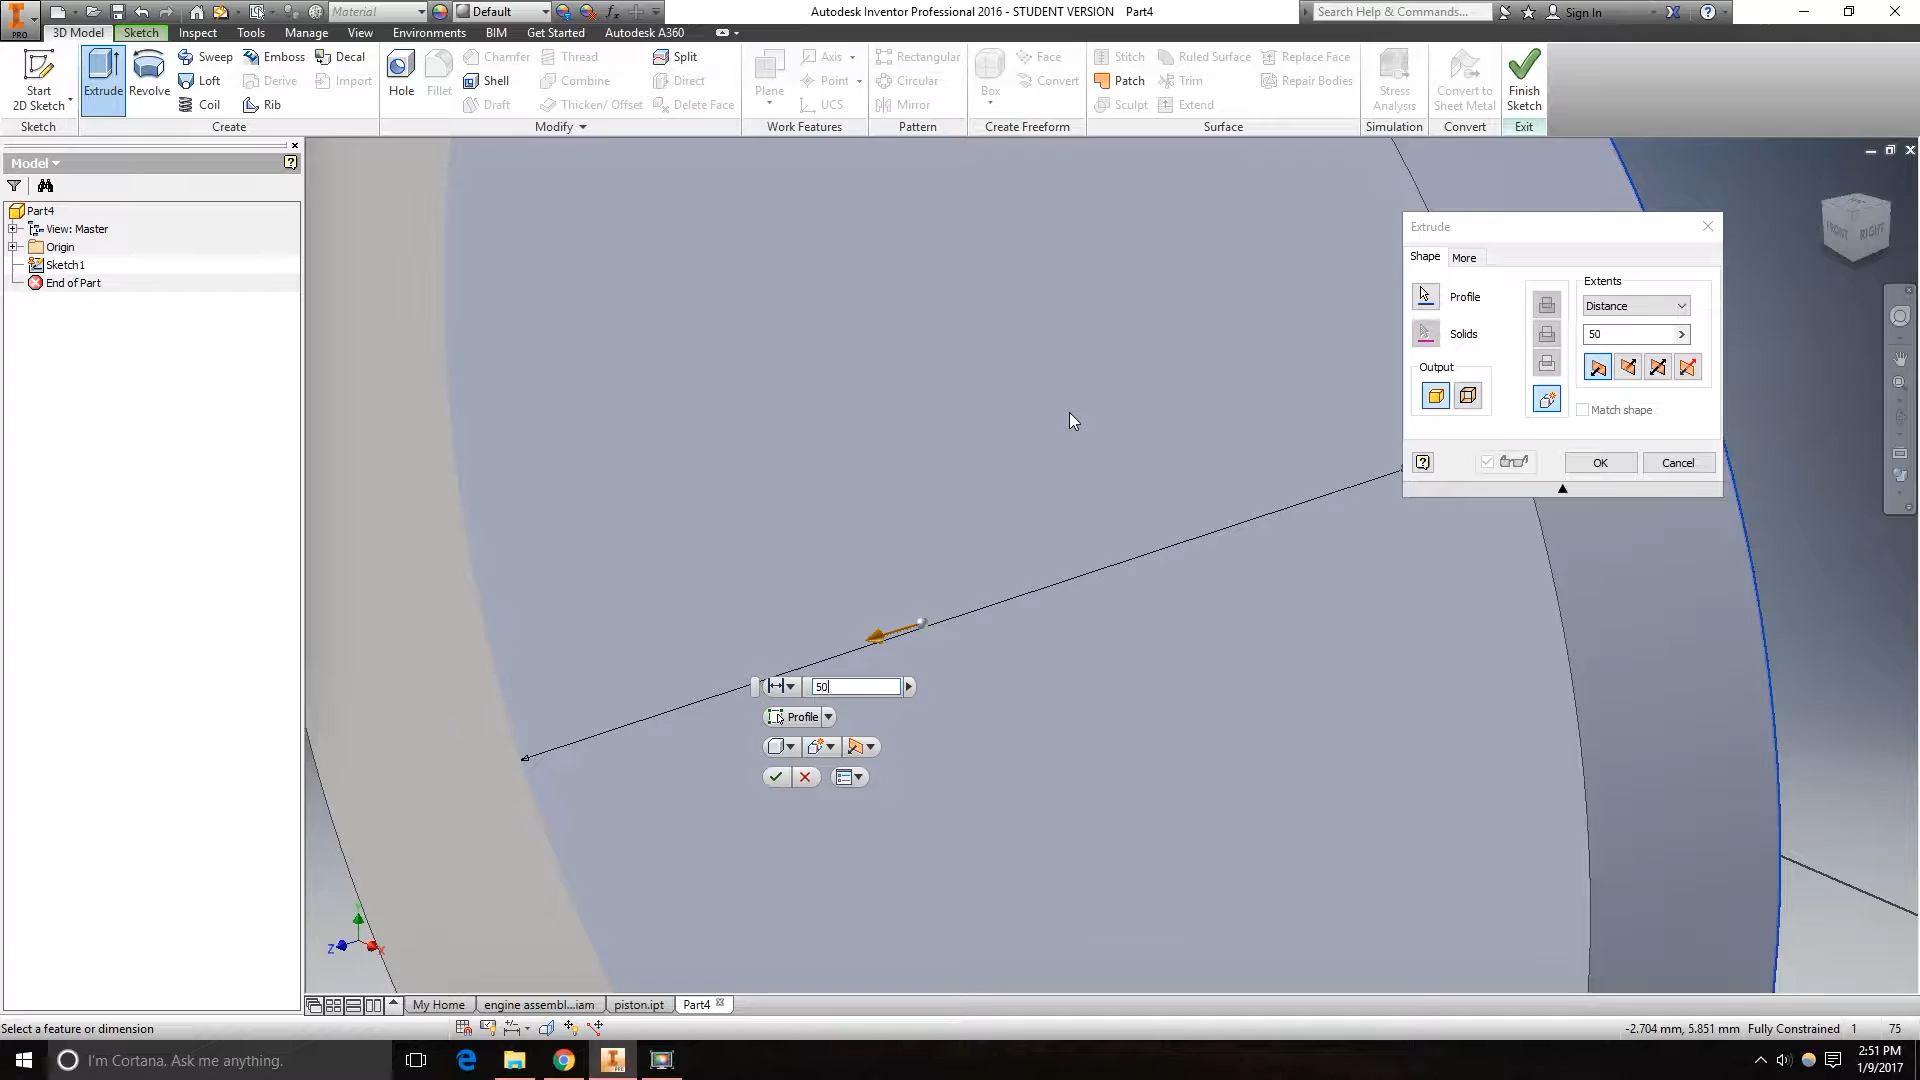 Material
Default
Autodesk Inventor Professional 2016 - STUDENT VERSION Part4
Search Help & Commands...
Sign In
PRO
3D Model Sketch Inspect Tools Manage View Environments BIM Get Started Autodesk A360
Start
2D Sketch
Extrude
Revolve
Sweep
Loft
Coil
Emboss
Derive
Rib
Decal
Import
Hole
Fillet
Chamfer
Shell
Draft
Thread
Combine
Thicken/ Offset
Split
Direct
Delete Face
Plane
Axis
Point
UCS
Rectangular
Circular
Mirror
Box
Face
Convert
Stitch
Patch
Sculpt
Ruled Surface
Trim
Extend
Replace Face
Repair Bodies
Stress
Analysis
Convert to
Sheet Metal
Finish
Sketch
Sketch Create Modify Work Features Pattern Create Freeform Surface Simulation Convert Exit
Model
Part4
View: Master
Origin
Sketch1
End of Part
FRONT RIGHT
Extrude
Shape More
Profile
Solids
Output
Extents
Distance
50
Match shape
OK Cancel
50
Profile
Z
X
My Home engine assembl...iam piston.ipt Part4
Select a feature or dimension
-2.704 mm, 5.851 mm Fully Constrained 1 75
I'm Cortana. Ask me anything.
PRO
2:51 PM
1/9/2017